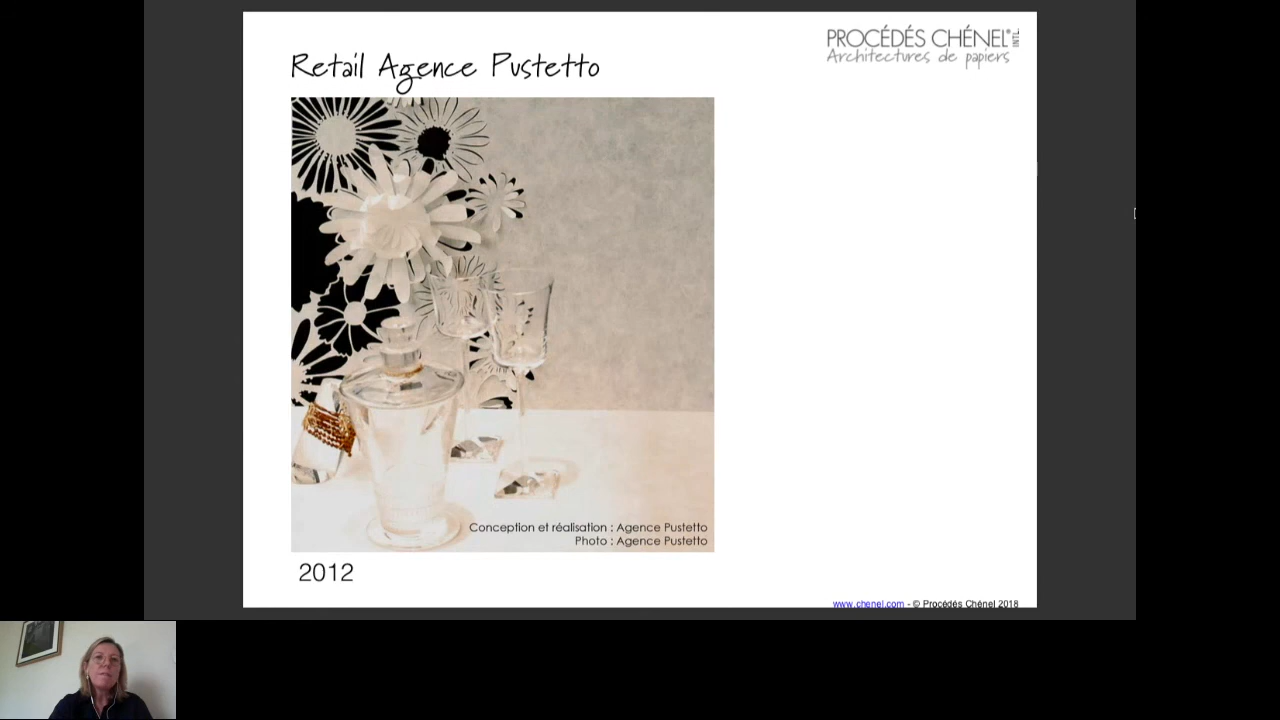 PROCÉDÉS CHÉNEL® INTL.
Architectures de papiers
Retail Agence Pustetto
Conception et réalisation : Agence Pustetto
Photo : Agence Pustetto
2012
www.chenel.com - © Procédés Chénel 2018